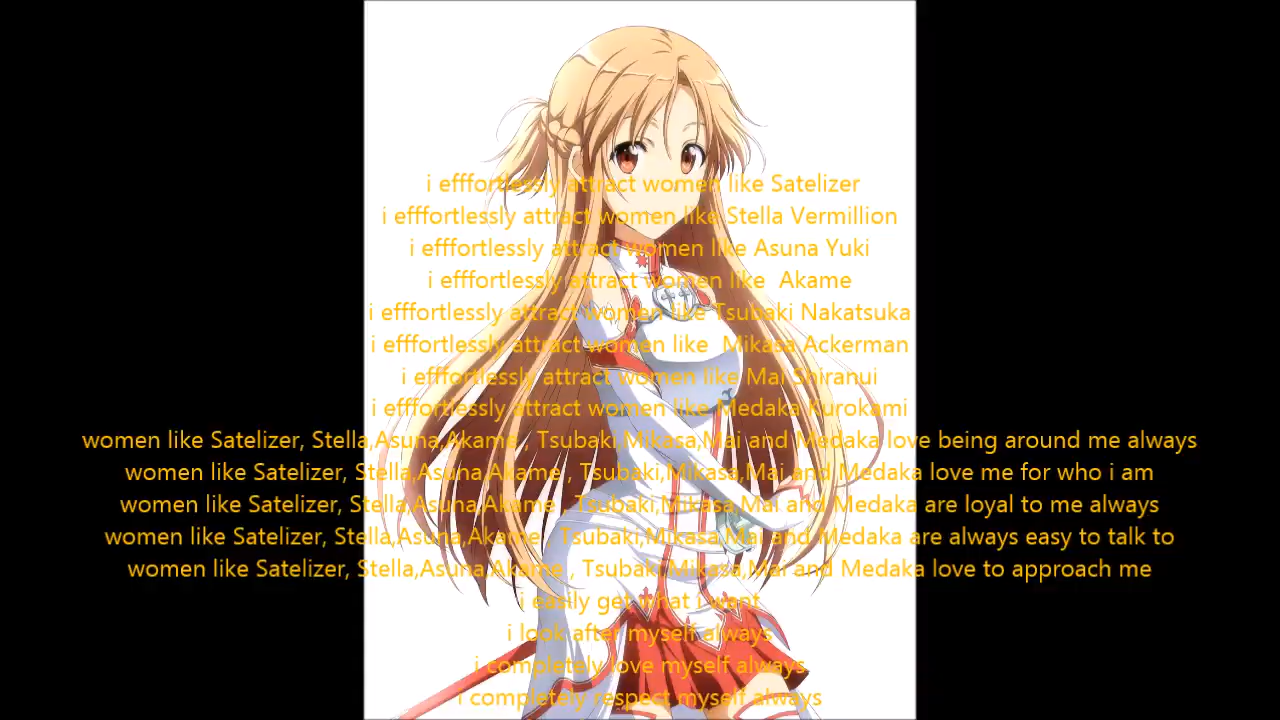 i efffortlessly attract women like Satelizer
i efffortlessly attract women like Stella Vermillion
i efffortlessly attract women like Asuna Yuki
i efffortlessly attract women like  Akame
i efffortlessly attract women like Tsubaki Nakatsuka
i efffortlessly attract women like  Mikasa Ackerman
i efffortlessly attract women like Mai Shiranui
i efffortlessly attract women like Medaka Kurokami
women like Satelizer, Stella,Asuna,Akame , Tsubaki,Mikasa,Mai and Medaka love being around me always
women like Satelizer, Stella,Asuna,Akame , Tsubaki,Mikasa,Mai and Medaka love me for who i am
women like Satelizer, Stella,Asuna,Akame , Tsubaki,Mikasa,Mai and Medaka are loyal to me always
women like Satelizer, Stella,Asuna,Akame , Tsubaki,Mikasa,Mai and Medaka are always easy to talk to
women like Satelizer, Stella,Asuna,Akame , Tsubaki,Mikasa,Mai and Medaka love to approach me
i easily get what i want
i look after myself always
i completely love myself always
i completely respect myself always